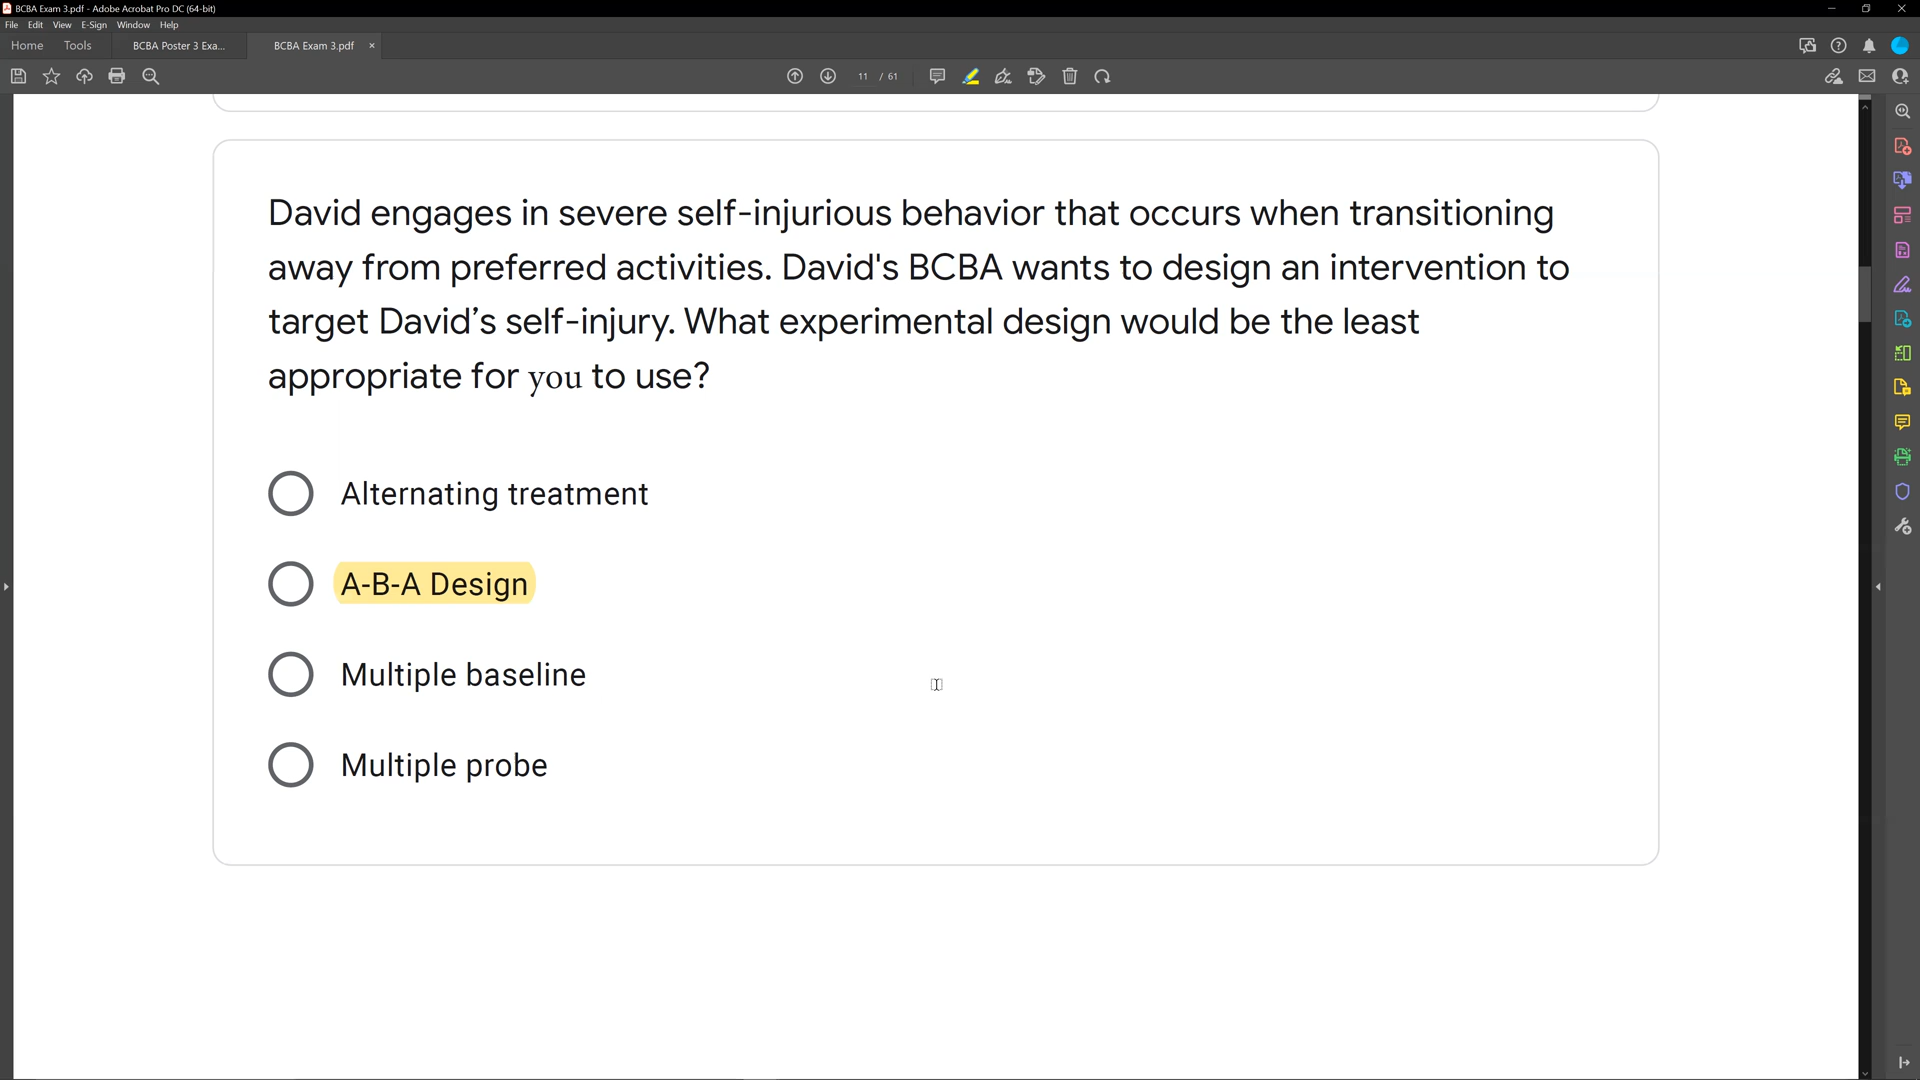 BCBA Exam 3.pdf - Adobe Acrobat Pro DC (64-bit)
File Edit View E-Sign Window Help
Home Tools BCBA Poster 3 Exa... BCBA Exam 3.pdf ×
11 / 61
David engages in severe self-injurious behavior that occurs when transitioning
away from preferred activities. David's BCBA wants to design an intervention to
target David’s self-injury. What experimental design would be the least
appropriate for you to use?
Alternating treatment
A-B-A Design
Multiple baseline
Multiple probe